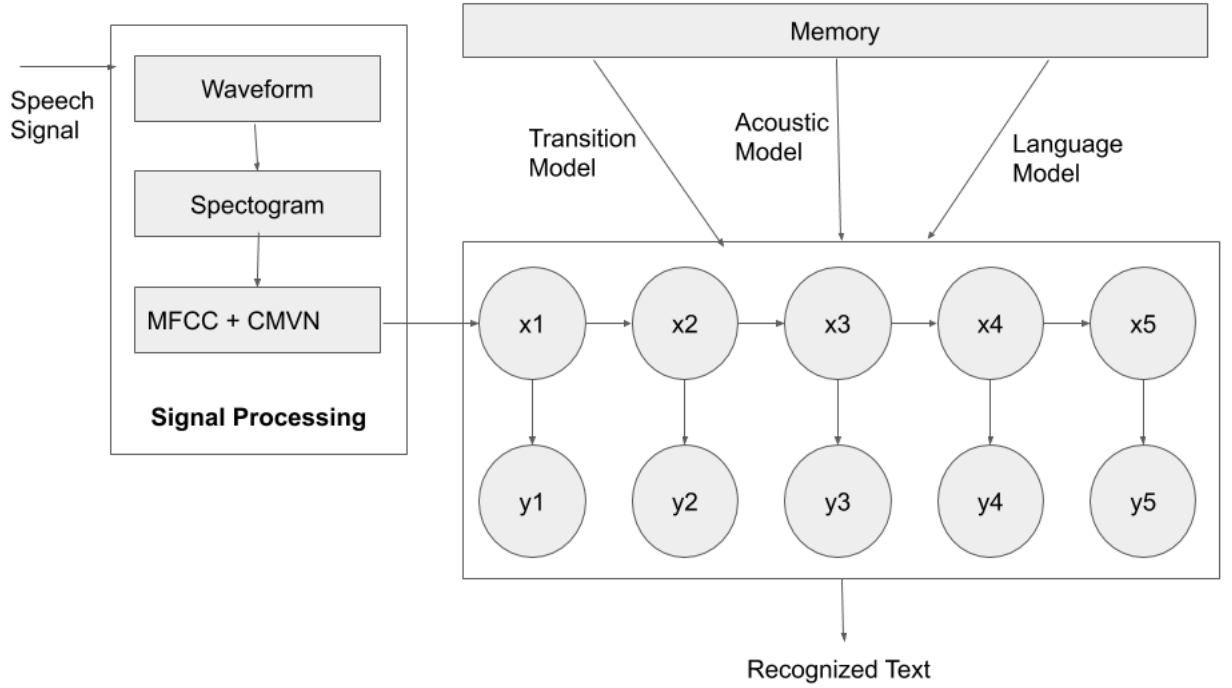 Memory
Waveform
Speech
Signal
Transition
Model
Acoustic
Model
Language
Model
Spectogram
MFCC + CMVN
Signal Processing
x1
x2
x3
x4
x5
y1
y2
y3
y4
y5
Recognized Text